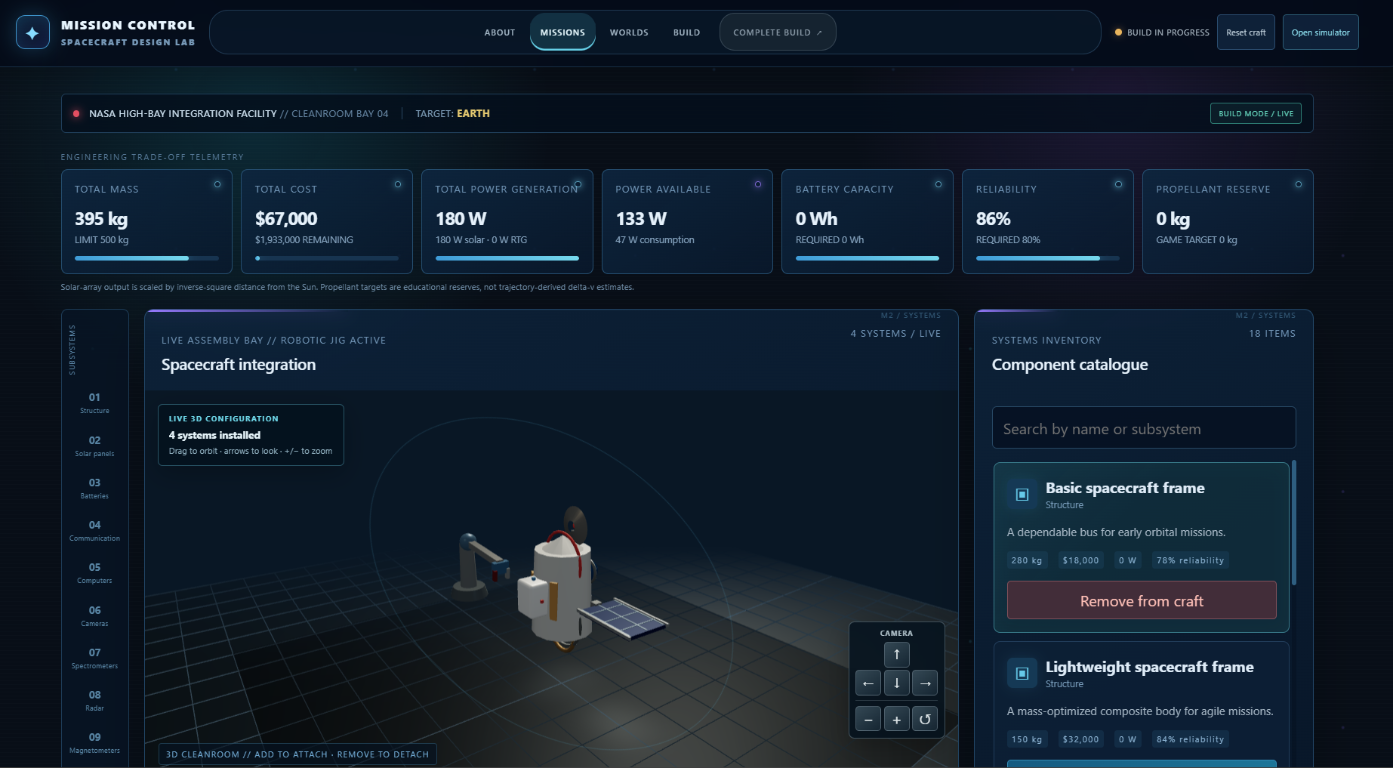 MISSION CONTROL
SPACECRAFT DESIGN LAB
ABOUT
MISSIONS
WORLDS
BUILD
COMPLETE BUILD ↗
BUILD IN PROGRESS
Reset craft
Open simulator
NASA HIGH-BAY INTEGRATION FACILITY // CLEANROOM BAY 04
TARGET: EARTH
BUILD MODE / LIVE
ENGINEERING TRADE-OFF TELEMETRY
TOTAL MASS
395 kg
LIMIT 500 kg
TOTAL COST
$67,000
$1,933,000 REMAINING
TOTAL POWER GENERATION
180 W
180 W solar · 0 W RTG
POWER AVAILABLE
133 W
47 W consumption
BATTERY CAPACITY
0 Wh
REQUIRED 0 Wh
RELIABILITY
86%
REQUIRED 80%
PROPELLANT RESERVE
0 kg
GAME TARGET 0 kg
Solar-array output is scaled by inverse-square distance from the Sun. Propellant targets are educational reserves, not trajectory-derived delta-v estimates.
SUBSYSTEMS
01
Structure
02
Solar panels
03
Batteries
04
Communication
05
Computers
06
Cameras
07
Spectrometers
08
Radar
09
Magnetometers
M2 / SYSTEMS
LIVE ASSEMBLY BAY // ROBOTIC JIG ACTIVE
4 SYSTEMS / LIVE
Spacecraft integration
LIVE 3D CONFIGURATION
4 systems installed
Drag to orbit · arrows to look · +/− to zoom
CAMERA
↑
← ↓ →
− + ↺
3D CLEANROOM // ADD TO ATTACH · REMOVE TO DETACH
M2 / SYSTEMS
SYSTEMS INVENTORY
18 ITEMS
Component catalogue
Search by name or subsystem
Basic spacecraft frame
Structure
A dependable bus for early orbital missions.
280 kg $18,000 0 W 78% reliability
Remove from craft
Lightweight spacecraft frame
Structure
A mass-optimized composite body for agile missions.
150 kg $32,000 0 W 84% reliability